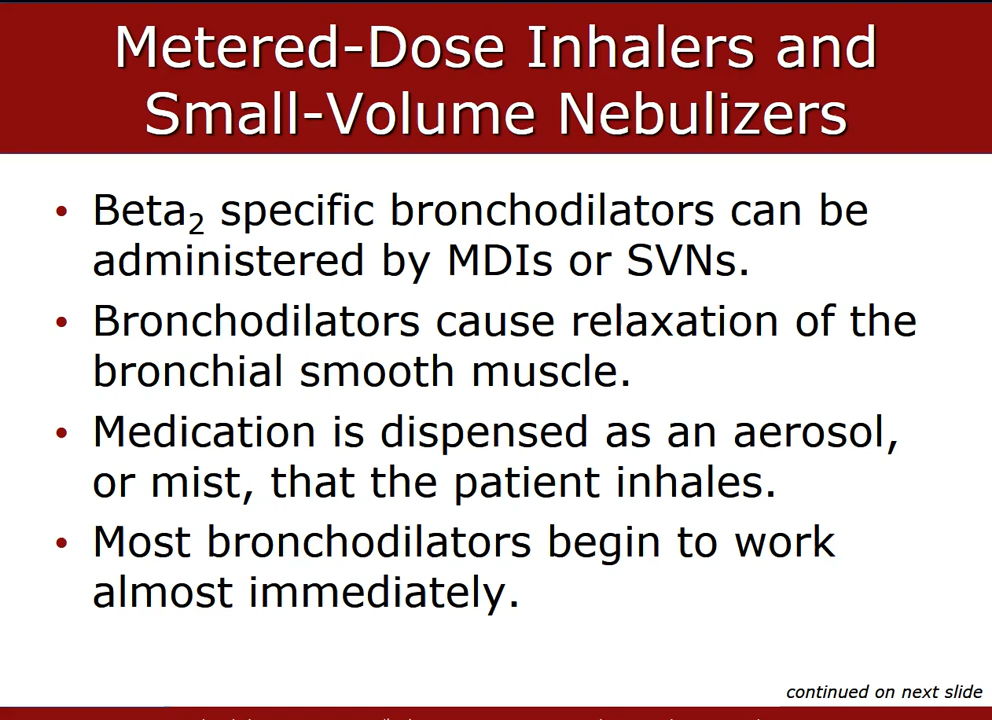 Metered-Dose Inhalers and
Small-Volume Nebulizers
• Beta₂ specific bronchodilators can be
administered by MDIs or SVNs.
• Bronchodilators cause relaxation of the
bronchial smooth muscle.
• Medication is dispensed as an aerosol,
or mist, that the patient inhales.
• Most bronchodilators begin to work
almost immediately.
continued on next slide